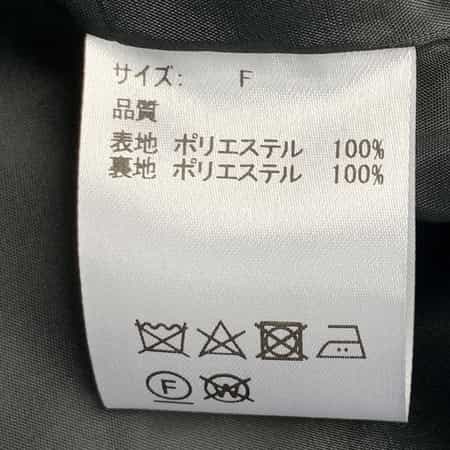 サイズ: F
品質
表地 ポリエステル 100%
裏地 ポリエステル 100%
F
W